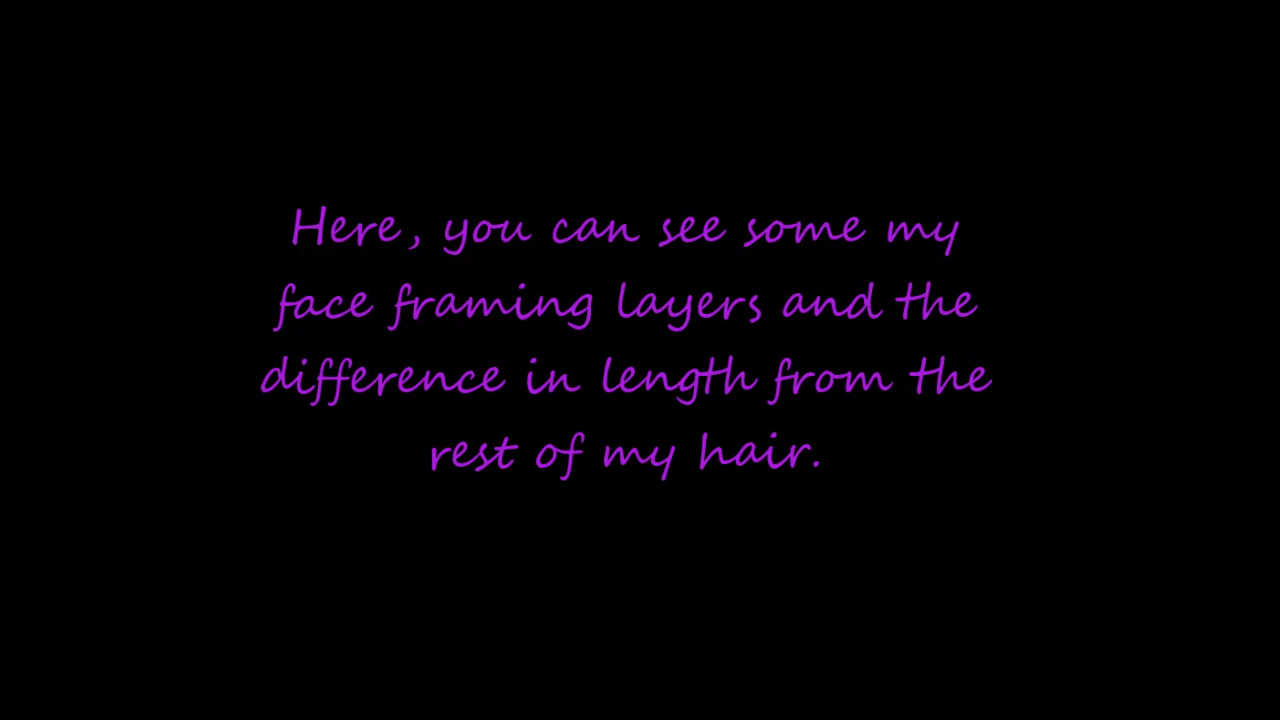 Here, you can see some my
face framing layers and the
difference in length from the
rest of my hair.